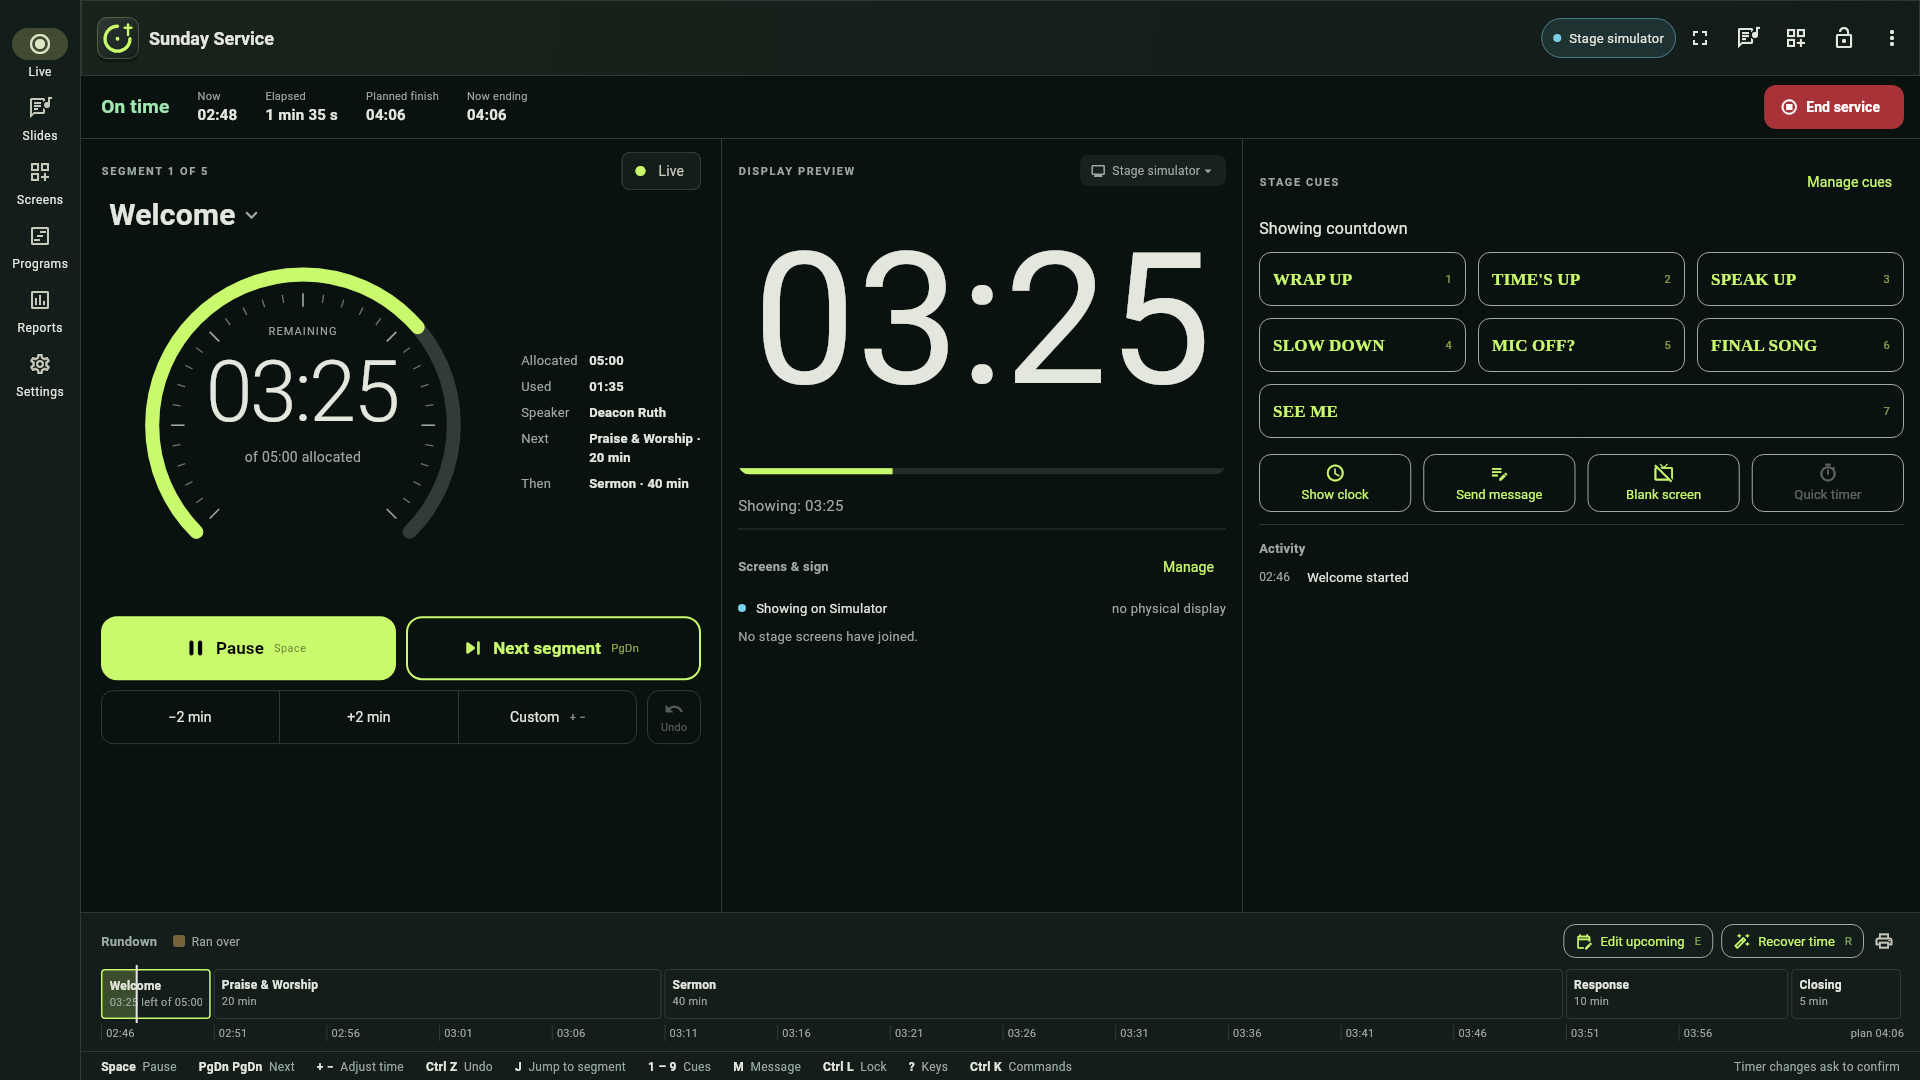 Sunday Service
Stage simulator
Live
Slides
Screens
Programs
Reports
Settings
On time
Now
02:48
Elapsed
1 min 35 s
Planned finish
04:06
Now ending
04:06
End service
SEGMENT 1 OF 5
Live
Welcome
REMAINING
03:25
of 05:00 allocated
Allocated 05:00
Used 01:35
Speaker Deacon Ruth
Next Praise & Worship ·
20 min
Then Sermon · 40 min
Pause Space
Next segment PgDn
−2 min
+2 min
Custom + −
Undo
DISPLAY PREVIEW
Stage simulator
03:25
Showing: 03:25
Screens & sign
Manage
Showing on Simulator
no physical display
No stage screens have joined.
STAGE CUES
Manage cues
Showing countdown
WRAP UP 1
TIME'S UP 2
SPEAK UP 3
SLOW DOWN 4
MIC OFF? 5
FINAL SONG 6
SEE ME 7
Show clock
Send message
Blank screen
Quick timer
Activity
02:46 Welcome started
Rundown
Ran over
Edit upcoming E
Recover time R
Welcome
03:25 left of 05:00
Praise & Worship
20 min
Sermon
40 min
Response
10 min
Closing
5 min
02:46 02:51 02:56 03:01 03:06 03:11 03:16 03:21 03:26 03:31 03:36 03:41 03:46 03:51 03:56 plan 04:06
Space Pause PgDn PgDn Next + − Adjust time Ctrl Z Undo J Jump to segment 1 – 9 Cues M Message Ctrl L Lock ? Keys Ctrl K Commands Timer changes ask to confirm